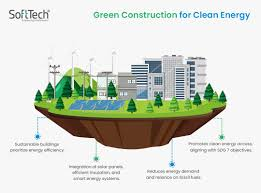 SoftTech®
Green Construction for Clean Energy
Sustainable buildings
prioritize energy efficiency.
Integration of solar panels,
efficient insulation, and
smart energy systems.
Reduces energy demand
and reliance on fossil fuels.
Promotes clean energy access,
aligning with SDG 7 objectives.